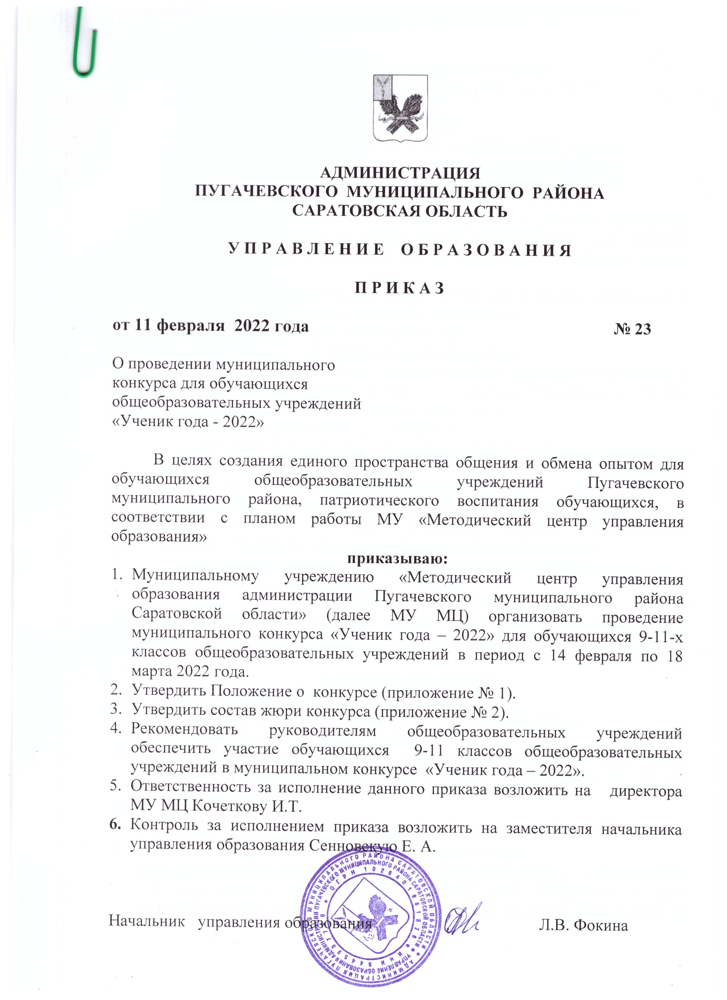 АДМИНИСТРАЦИЯ
ПУГАЧЕВСКОГО МУНИЦИПАЛЬНОГО РАЙОНА
САРАТОВСКАЯ ОБЛАСТЬ
У П Р А В Л Е Н И Е О Б Р А З О В А Н И Я
П Р И К А З
от 11 февраля 2022 года № 23
О проведении муниципального
конкурса для обучающихся
общеобразовательных учреждений
«Ученик года - 2022»
В целях создания единого пространства общения и обмена опытом для
обучающихся общеобразовательных учреждений Пугачевского
муниципального района, патриотического воспитания обучающихся, в
соответствии с планом работы МУ «Методический центр управления
образования»
приказываю:
1. Муниципальному учреждению «Методический центр управления
образования администрации Пугачевского муниципального района
Саратовской области» (далее МУ МЦ) организовать проведение
муниципального конкурса «Ученик года – 2022» для обучающихся 9-11-х
классов общеобразовательных учреждений в период с 14 февраля по 18
марта 2022 года.
2. Утвердить Положение о конкурсе (приложение № 1).
3. Утвердить состав жюри конкурса (приложение № 2).
4. Рекомендовать руководителям общеобразовательных учреждений
обеспечить участие обучающихся 9-11 классов общеобразовательных
учреждений в муниципальном конкурсе «Ученик года – 2022».
5. Ответственность за исполнение данного приказа возложить на директора
МУ МЦ Кочеткову И.Т.
6. Контроль за исполнением приказа возложить на заместителя начальника
управления образования Сенновскую Е. А.
Начальник управления образования Л.В. Фокина
АДМИНИСТРАЦИЯ ПУГАЧЕВСКОГО МУНИЦИПАЛЬНОГО РАЙОНА САРАТОВСКОЙ ОБЛАСТИ
УПРАВЛЕНИЕ ОБРАЗОВАНИЯ АДМИНИСТРАЦИИ ПУГАЧЕВСКОГО МУНИЦИПАЛЬНОГО РАЙОНА САРАТОВСКОЙ ОБЛАСТИ
ОГРН
ИНН